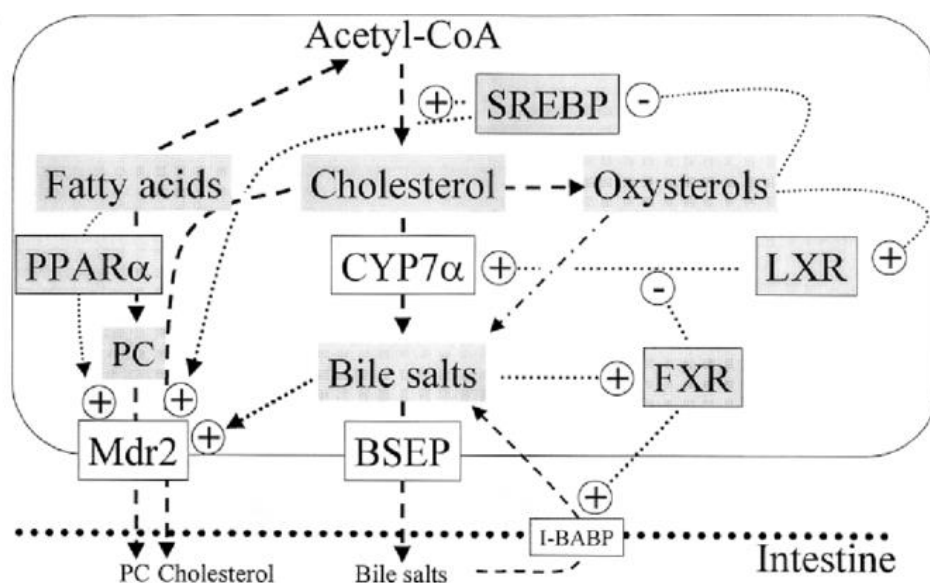 Acetyl-CoA
+ SREBP -
Fatty acids Cholesterol Oxysterols
PPARα CYP7α + LXR +
-
PC Bile salts + FXR
+ +
+
Mdr2 BSEP
+
I-BABP
Intestine
PC Cholesterol Bile salts